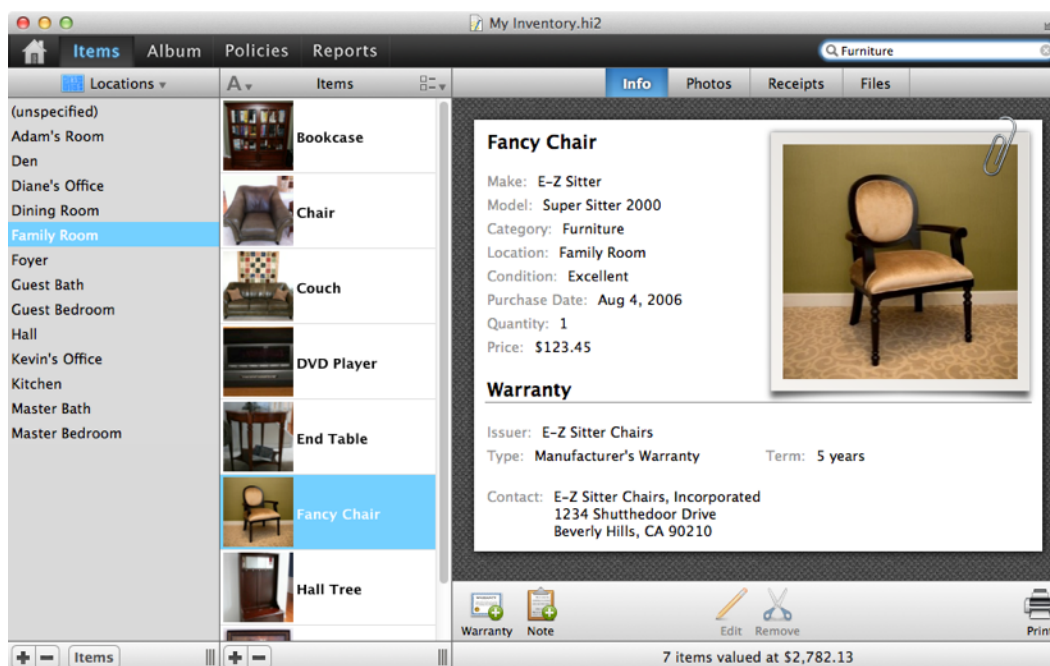 My Inventory.hi2
Items Album Policies Reports
Furniture
Locations
A Items
Info Photos Receipts Files
(unspecified)
Adam's Room
Den
Diane's Office
Dining Room
Family Room
Foyer
Guest Bath
Guest Bedroom
Hall
Kevin's Office
Kitchen
Master Bath
Master Bedroom
Bookcase
Chair
Couch
DVD Player
End Table
Fancy Chair
Hall Tree
Fancy Chair
Make: E-Z Sitter
Model: Super Sitter 2000
Category: Furniture
Location: Family Room
Condition: Excellent
Purchase Date: Aug 4, 2006
Quantity: 1
Price: $123.45
Warranty
Issuer: E-Z Sitter Chairs
Type: Manufacturer's Warranty Term: 5 years
Contact: E-Z Sitter Chairs, Incorporated
1234 Shutthedoor Drive
Beverly Hills, CA 90210
Warranty Note Edit Remove Print
Items
7 items valued at $2,782.13